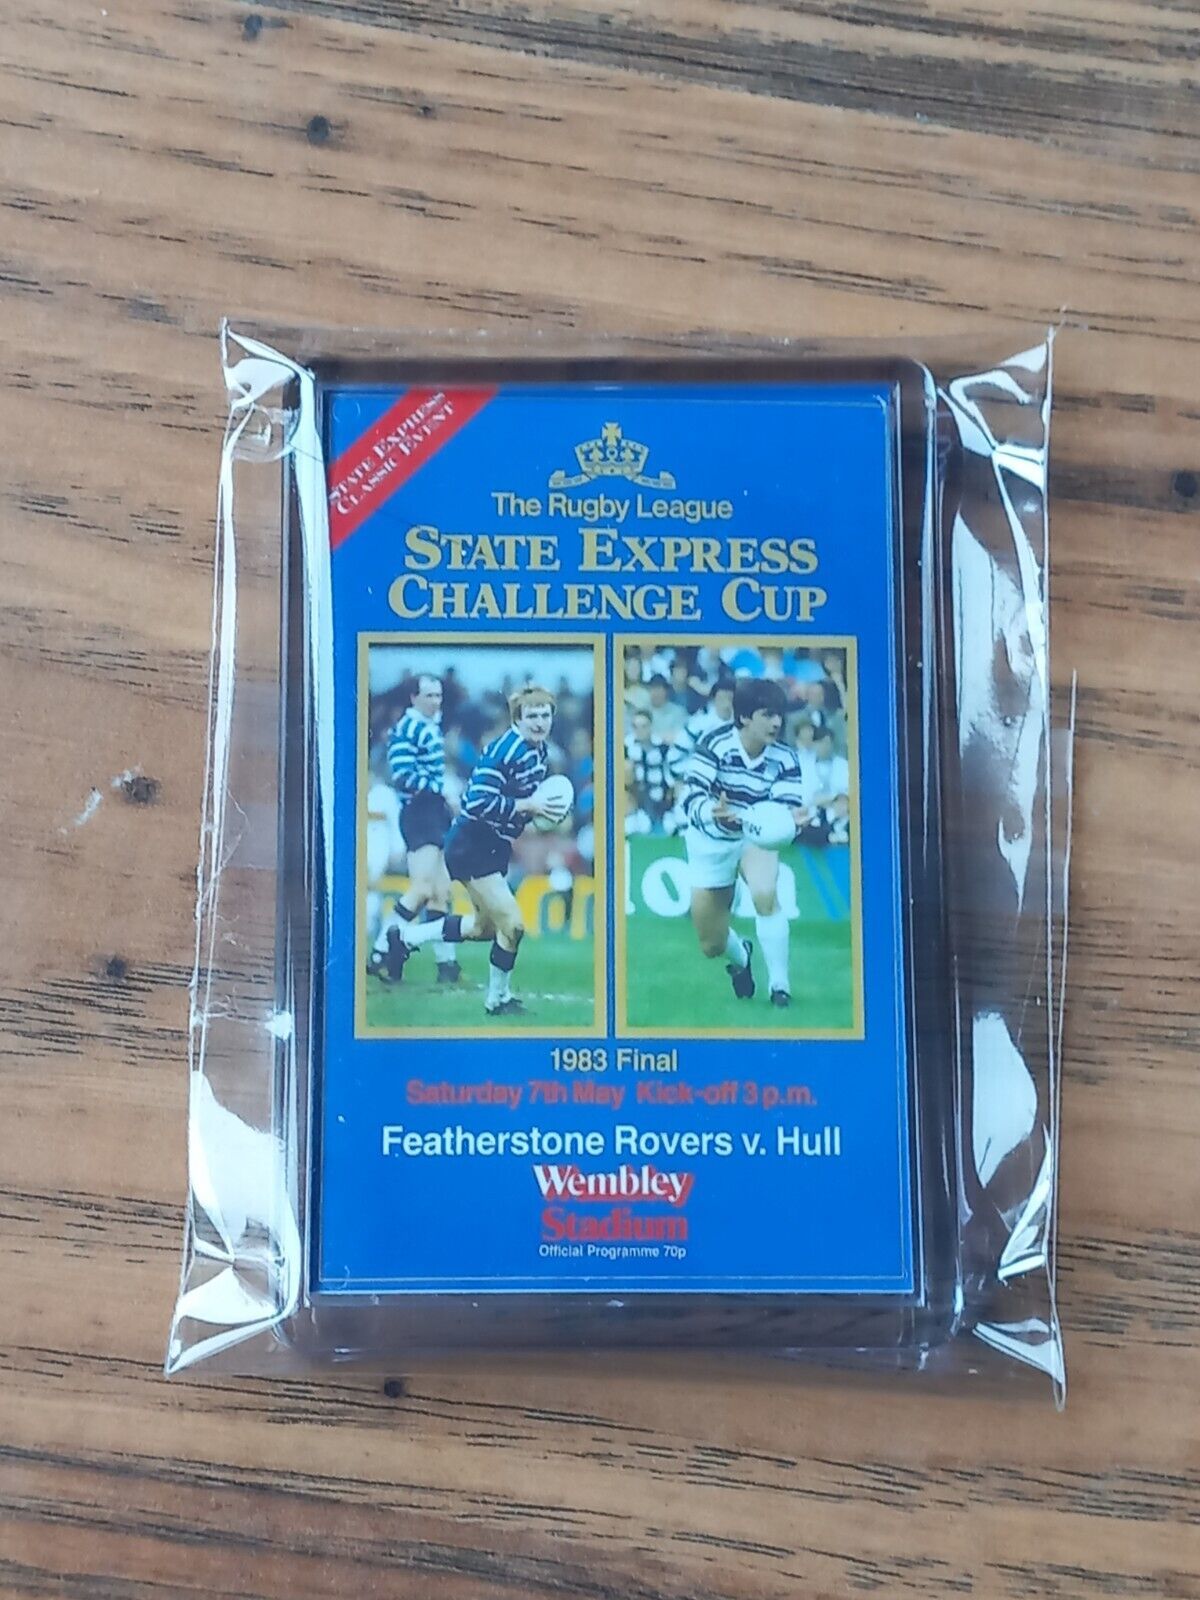 STATE EXPRESS
CLASSIC EVENT
The Rugby League
STATE EXPRESS
CHALLENGE CUP
1983 Final
Saturday 7th May Kick-off 3 p.m.
Featherstone Rovers v. Hull
Wembley
Stadium
Official Programme 70p